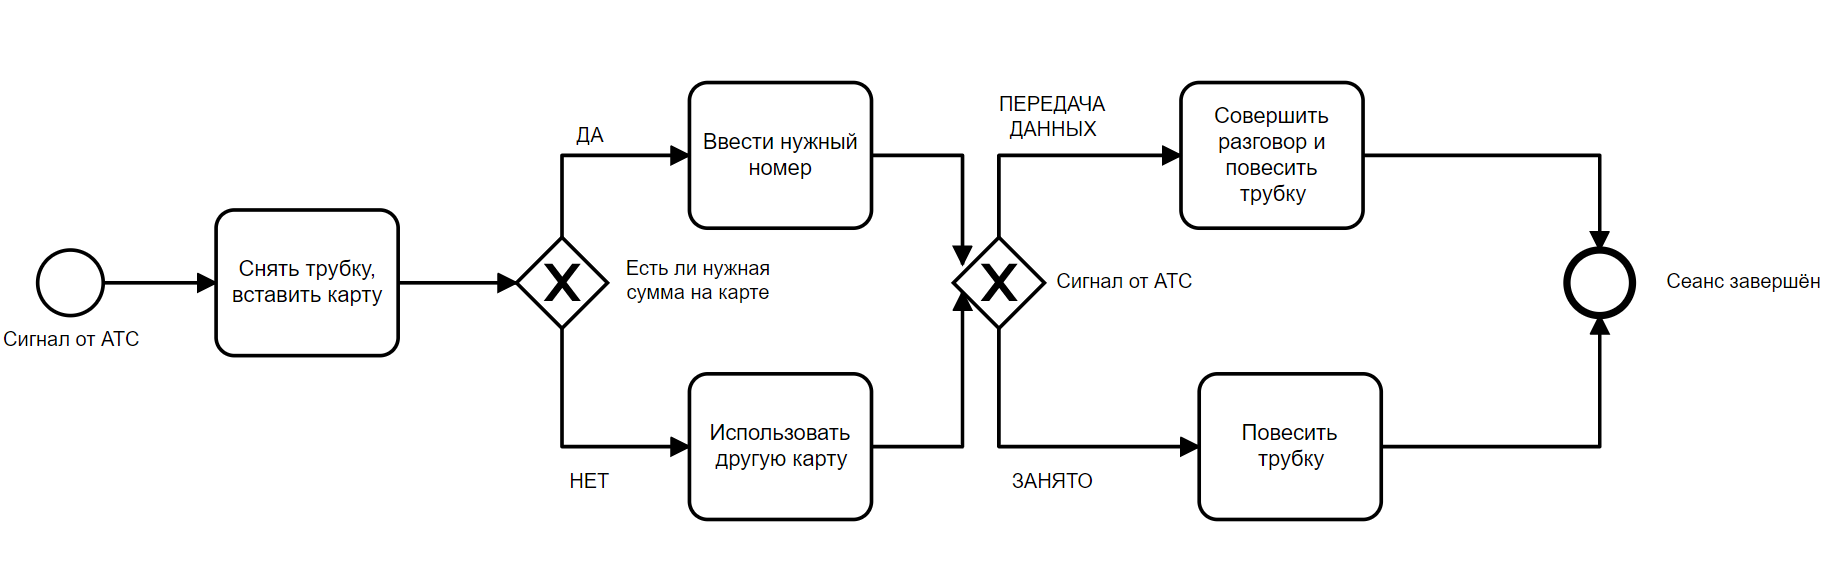 Сигнал от АТС
Снять трубку,
вставить карту
ДА
НЕТ
Есть ли нужная
сумма на карте
Ввести нужный
номер
Использовать
другую карту
ПЕРЕДАЧА
ДАННЫХ
Сигнал от АТС
ЗАНЯТО
Совершить
разговор и
повесить
трубку
Повесить
трубку
Сеанс завершён